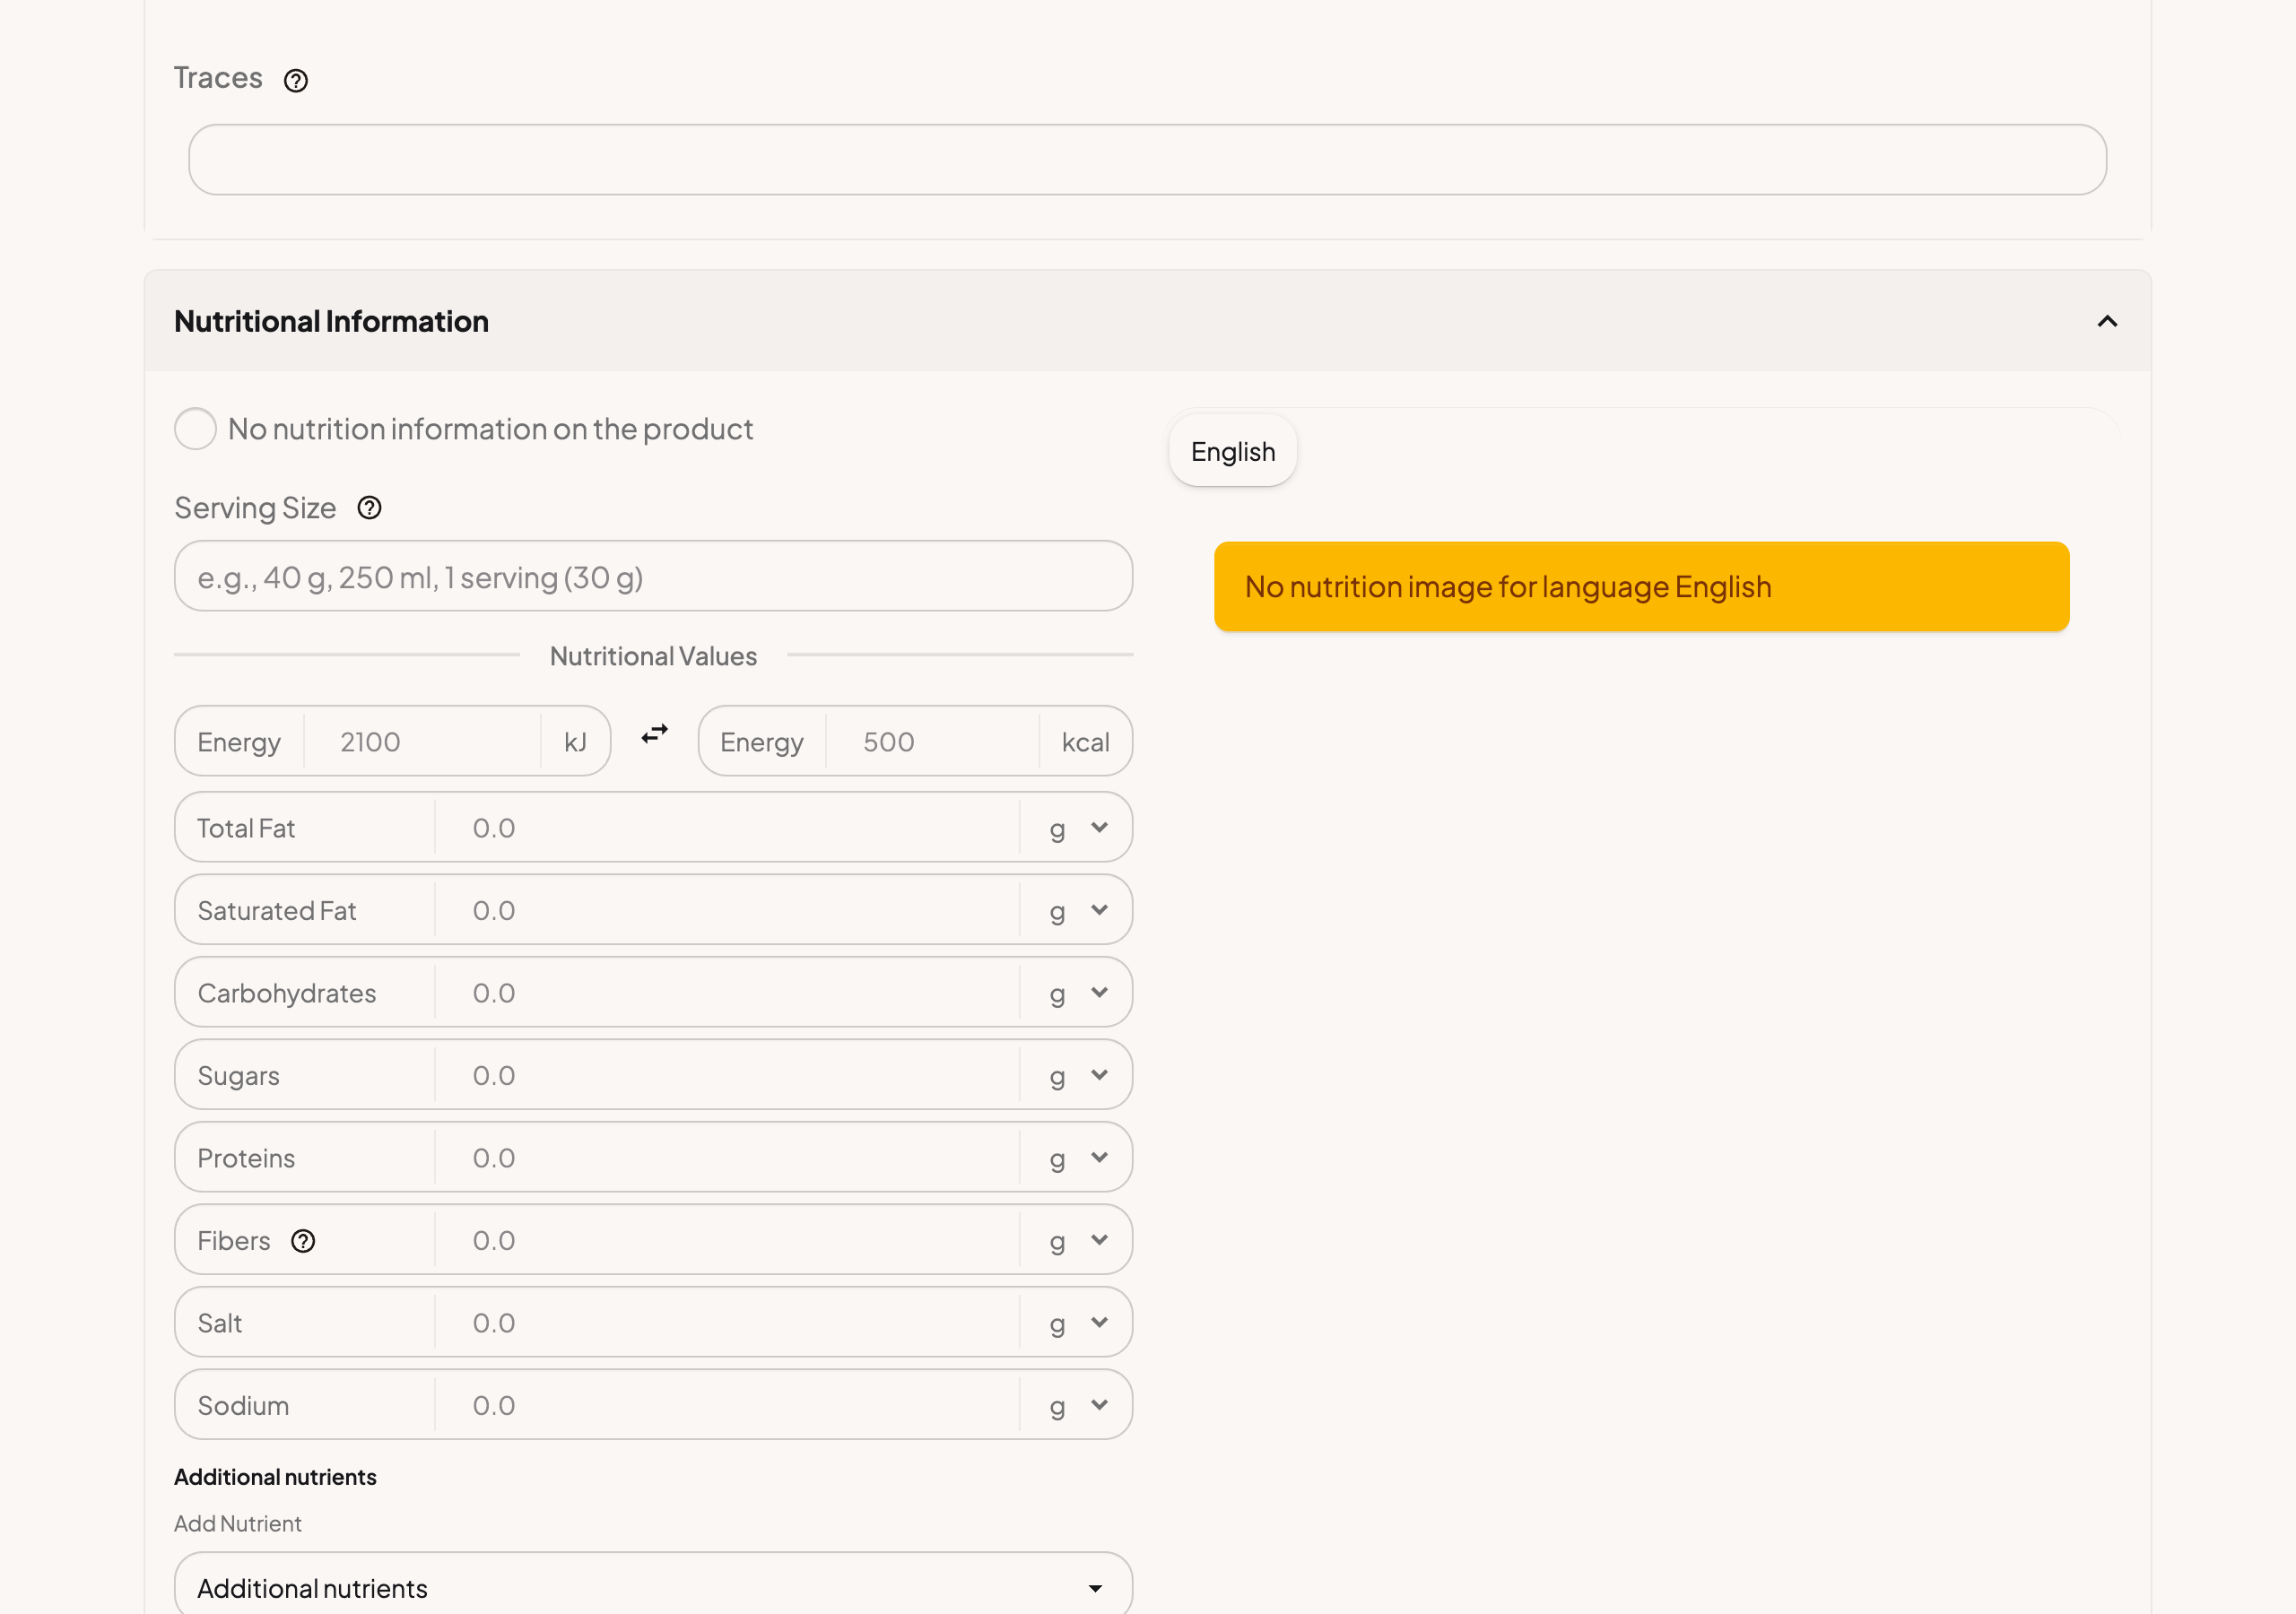 Traces
Nutritional Information
No nutrition information on the product
Serving Size
e.g., 40 g, 250 ml, 1 serving (30 g)
Nutritional Values
Energy 2100 kJ Energy 500 kcal
Total Fat 0.0 g
Saturated Fat 0.0 g
Carbohydrates 0.0 g
Sugars 0.0 g
Proteins 0.0 g
Fibers 0.0 g
Salt 0.0 g
Sodium 0.0 g
Additional nutrients
Add Nutrient
Additional nutrients
English
No nutrition image for language English